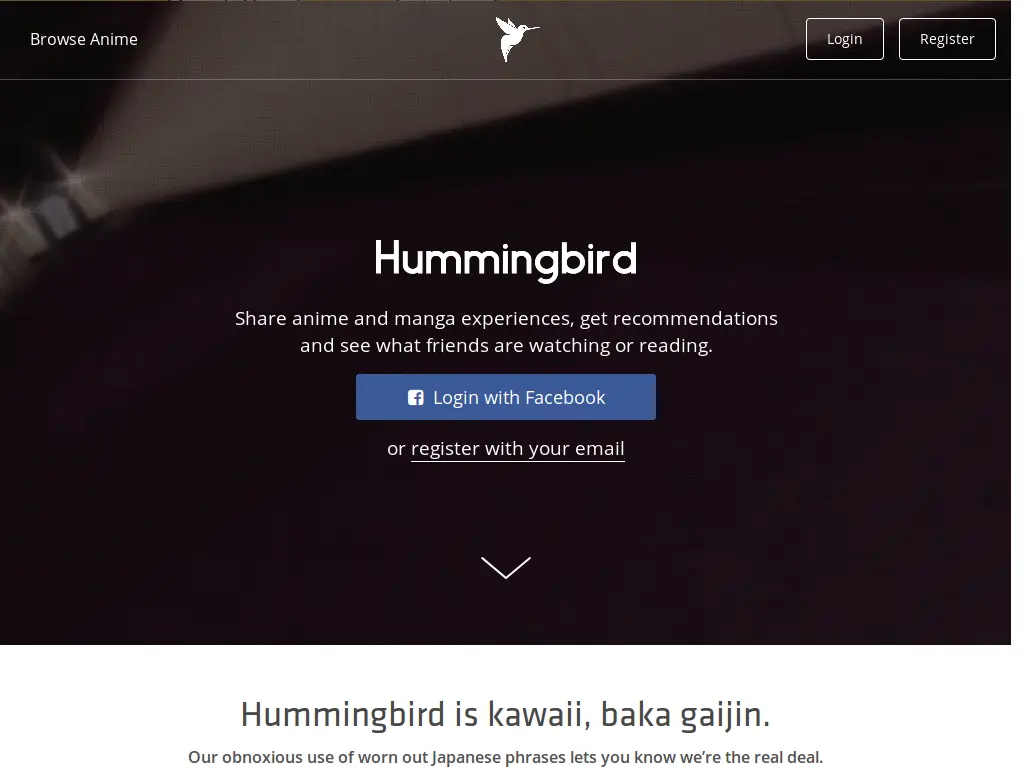 Browse Anime
Login
Register
Hummingbird
Share anime and manga experiences, get recommendations
and see what friends are watching or reading.
Login with Facebook
or register with your email
Hummingbird is kawaii, baka gaijin.
Our obnoxious use of worn out Japanese phrases lets you know we’re the real deal.